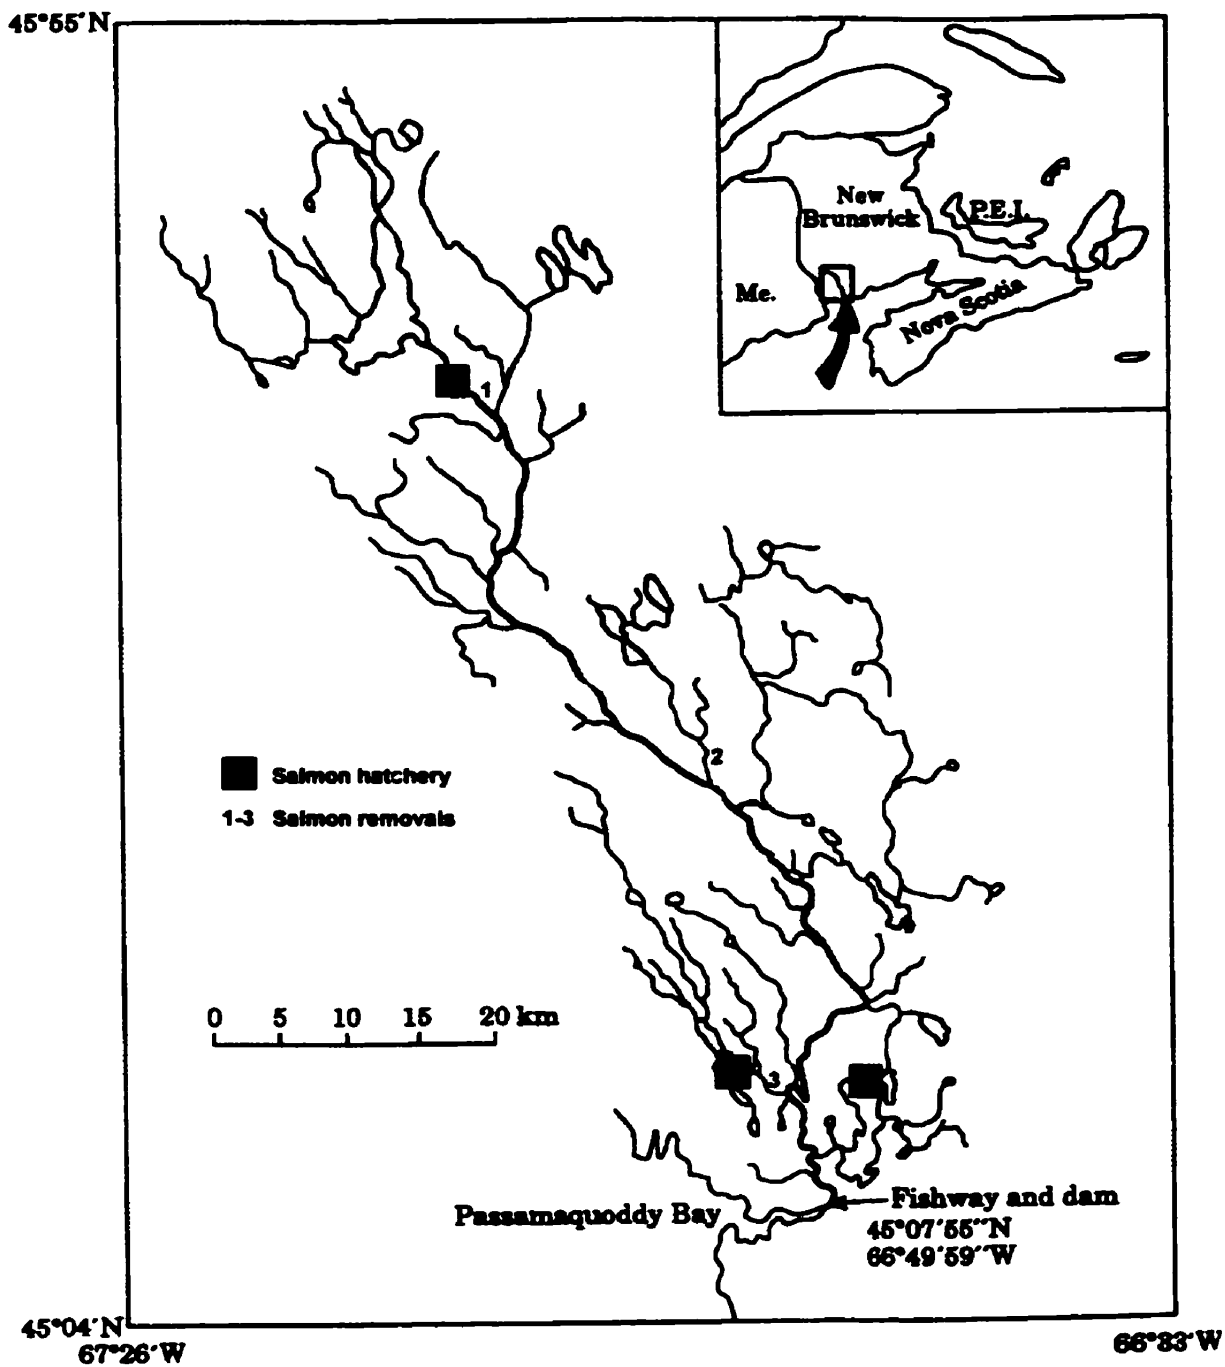 45°55′N
New
Brunswick
P.E.I.
Me.
Nova Scotia
1
2
Salmon hatchery
1-3 Salmon removals
0 5 10 15 20 km
3
Fishway and dam
Passamaquoddy Bay
45°07′55″N
66°49′59″W
45°04′N
67°26′W
66°33′W